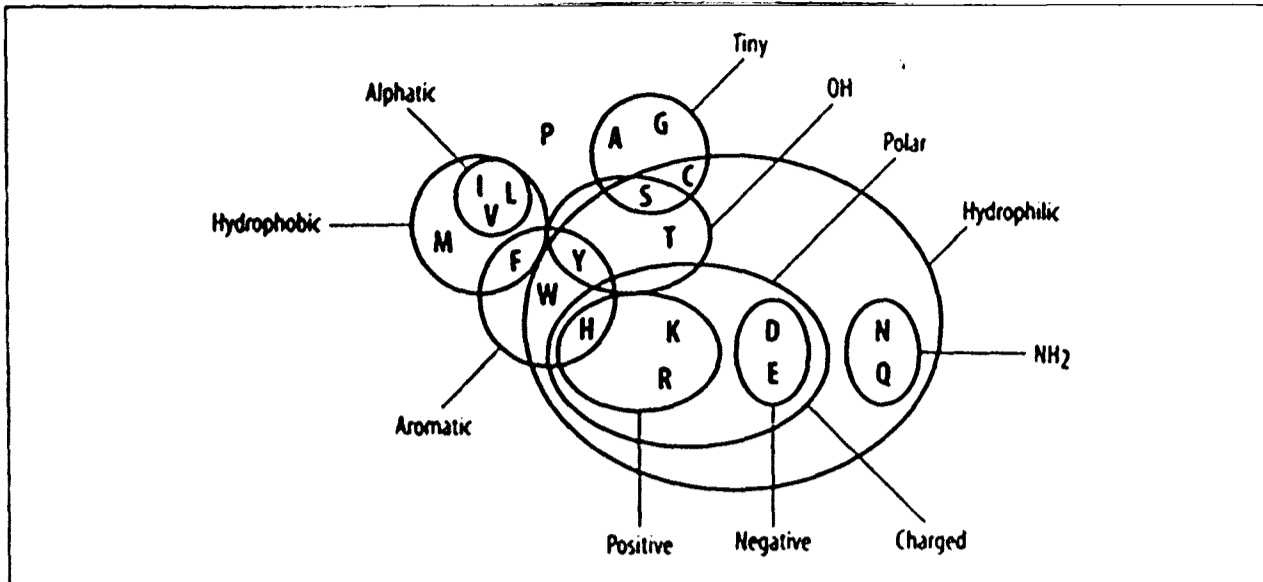 Tiny
OH
Alphatic
P
A
G
Polar
C
S
I
L
V
Hydrophobic
Hydrophilic
M
T
F
Y
W
H
K
D
N
NH2
R
E
Q
Aromatic
Positive
Negative
Charged